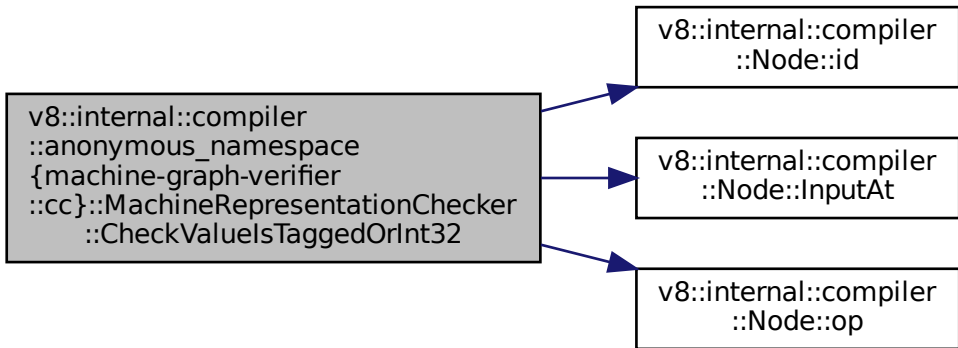 v8::internal::compiler
::anonymous_namespace
{machine-graph-verifier
::cc}::MachineRepresentationChecker
::CheckValueIsTaggedOrInt32
v8::internal::compiler
::Node::id
v8::internal::compiler
::Node::InputAt
v8::internal::compiler
::Node::op